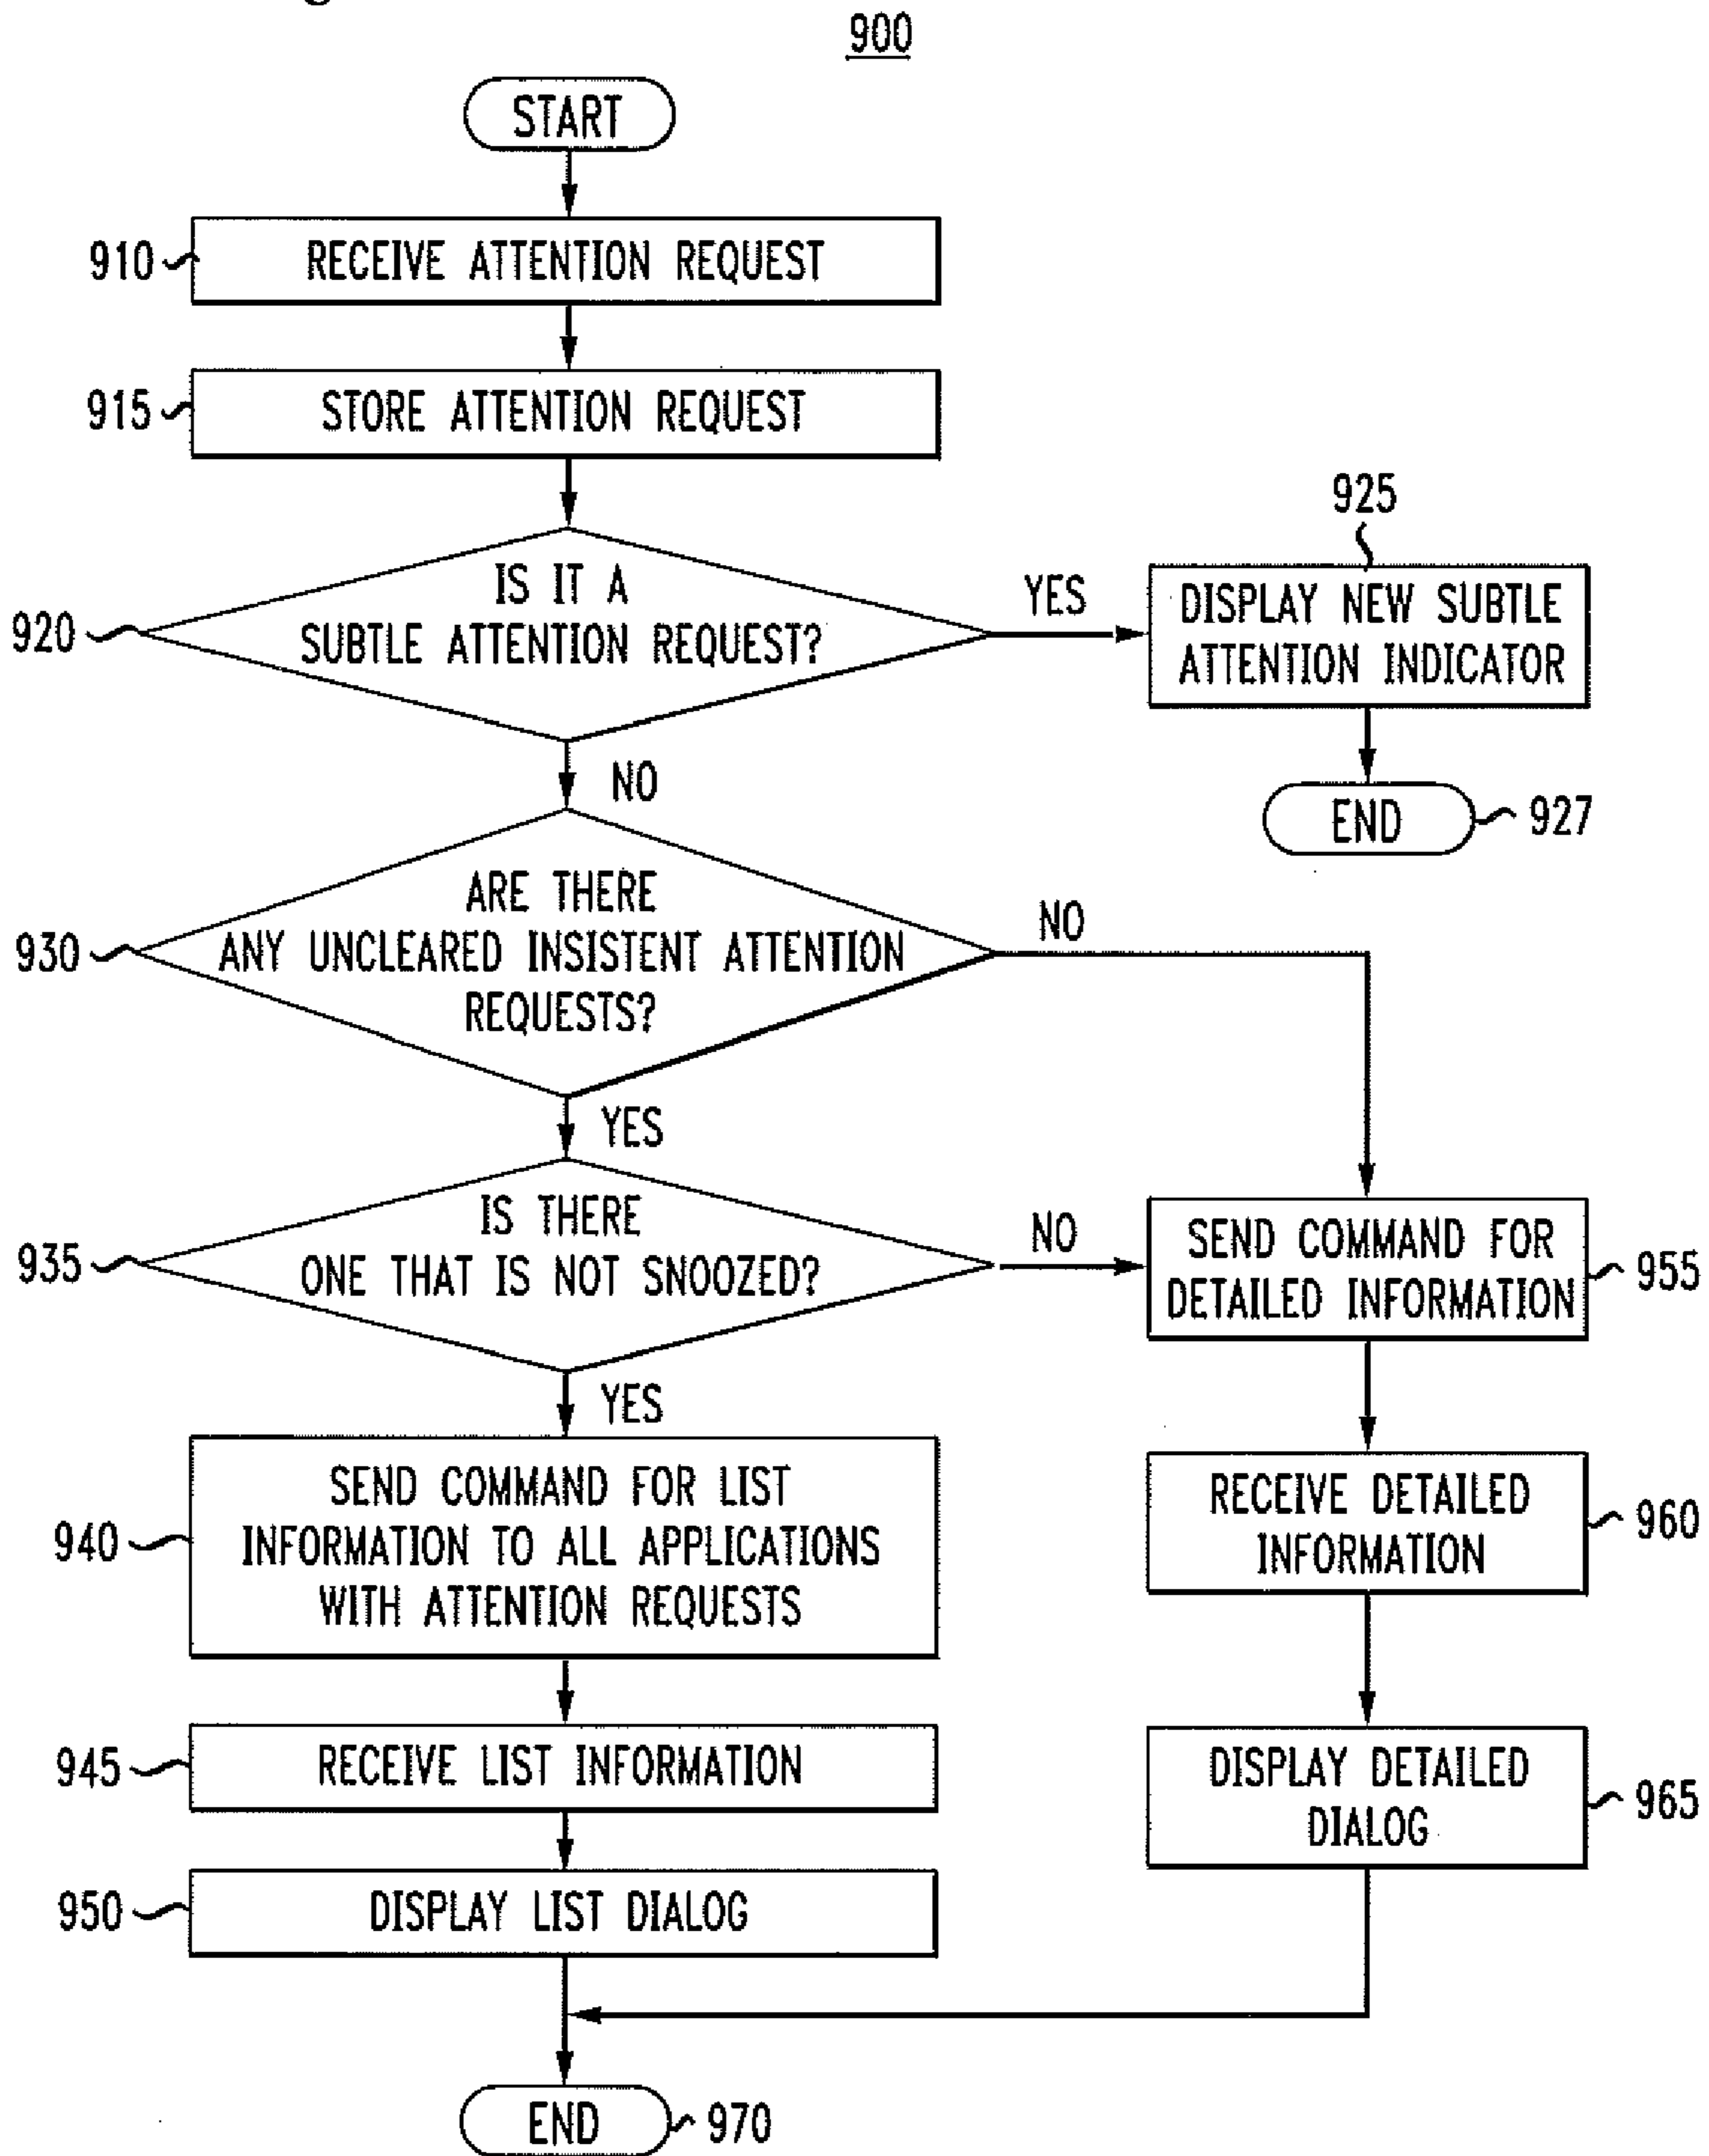 900
START
910
RECEIVE ATTENTION REQUEST
915
STORE ATTENTION REQUEST
920
IS IT A
SUBTLE ATTENTION REQUEST?
YES
925
DISPLAY NEW SUBTLE
ATTENTION INDICATOR
END
927
NO
930
ARE THERE
ANY UNCLEARED INSISTENT ATTENTION
REQUESTS?
NO
YES
935
IS THERE
ONE THAT IS NOT SNOOZED?
NO
YES
940
SEND COMMAND FOR LIST
INFORMATION TO ALL APPLICATIONS
WITH ATTENTION REQUESTS
945
RECEIVE LIST INFORMATION
950
DISPLAY LIST DIALOG
SEND COMMAND FOR
DETAILED INFORMATION
955
RECEIVE DETAILED
INFORMATION
960
DISPLAY DETAILED
DIALOG
965
END
970